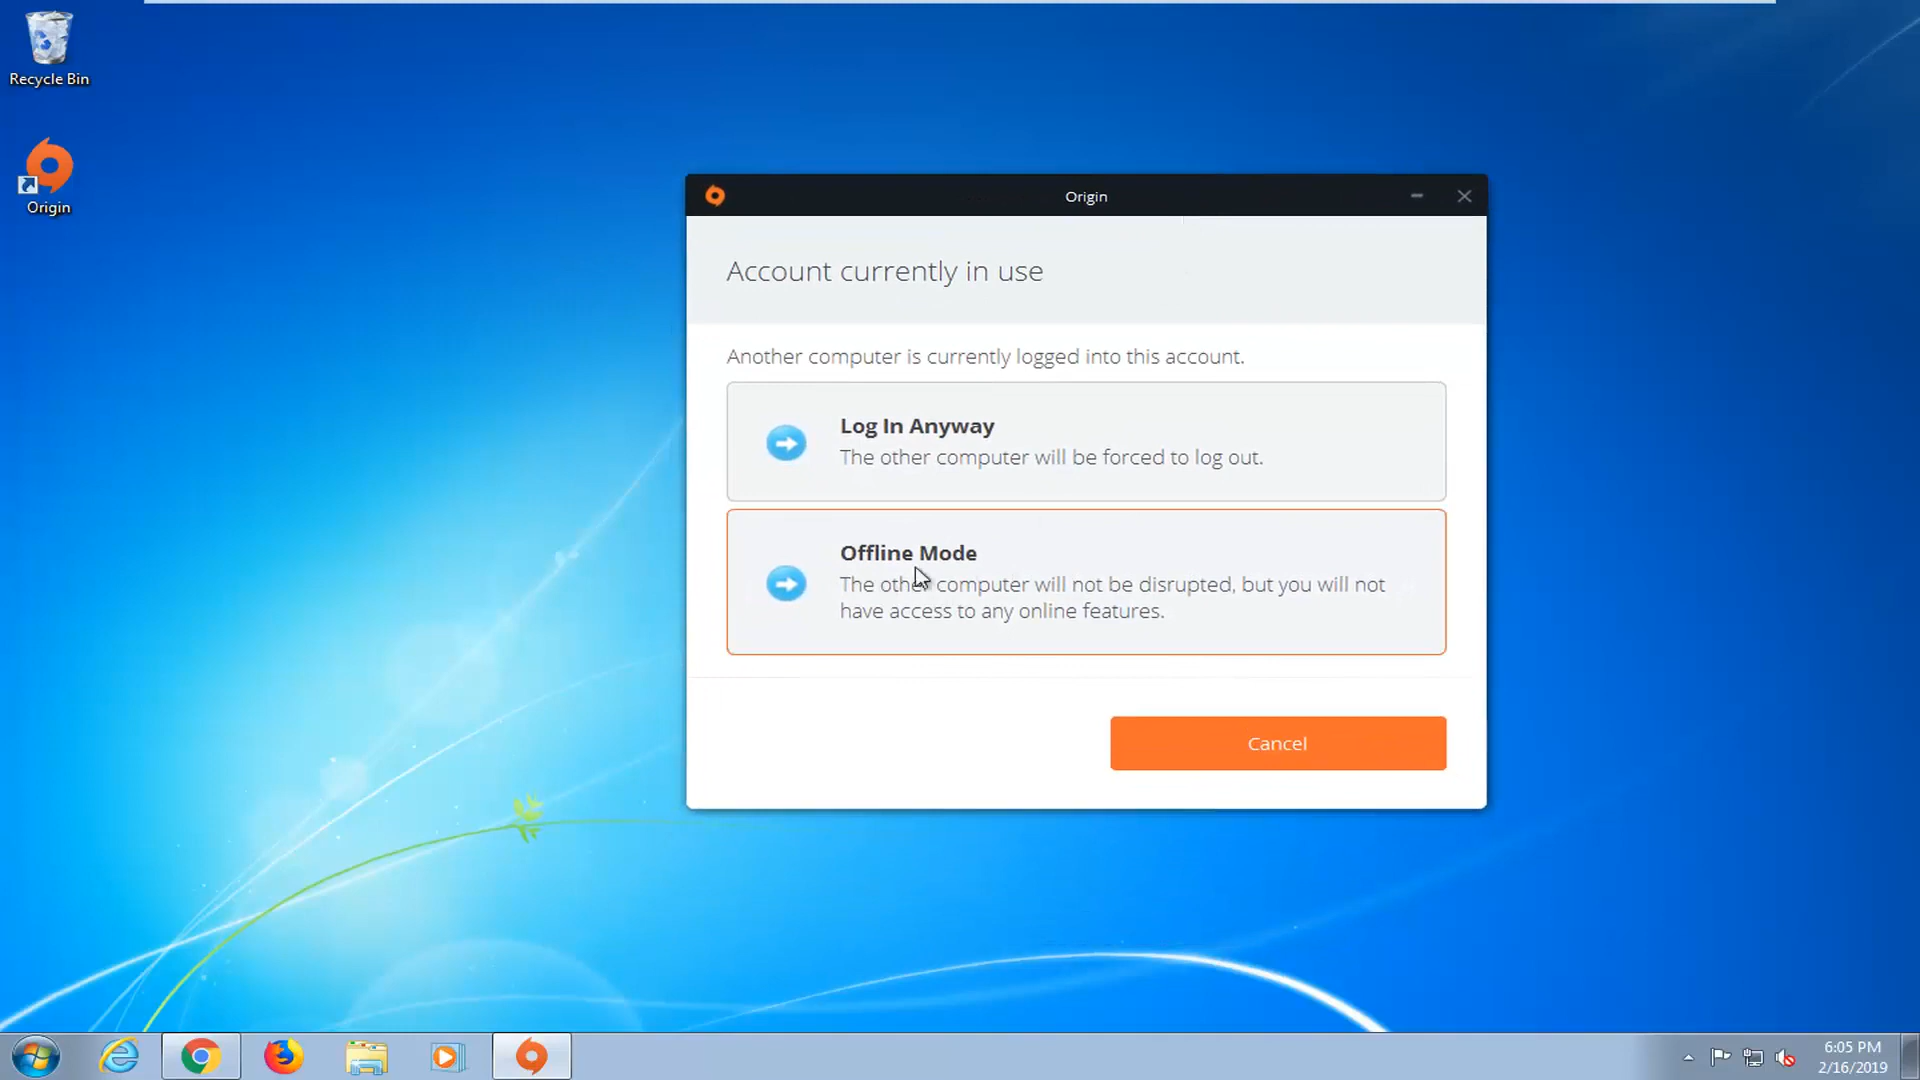 Recycle Bin
Origin
Origin
Account currently in use
Another computer is currently logged into this account.
Log In Anyway
The other computer will be forced to log out.
Offline Mode
The other computer will not be disrupted, but you will not
have access to any online features.
Cancel
6:05 PM
2/16/2019